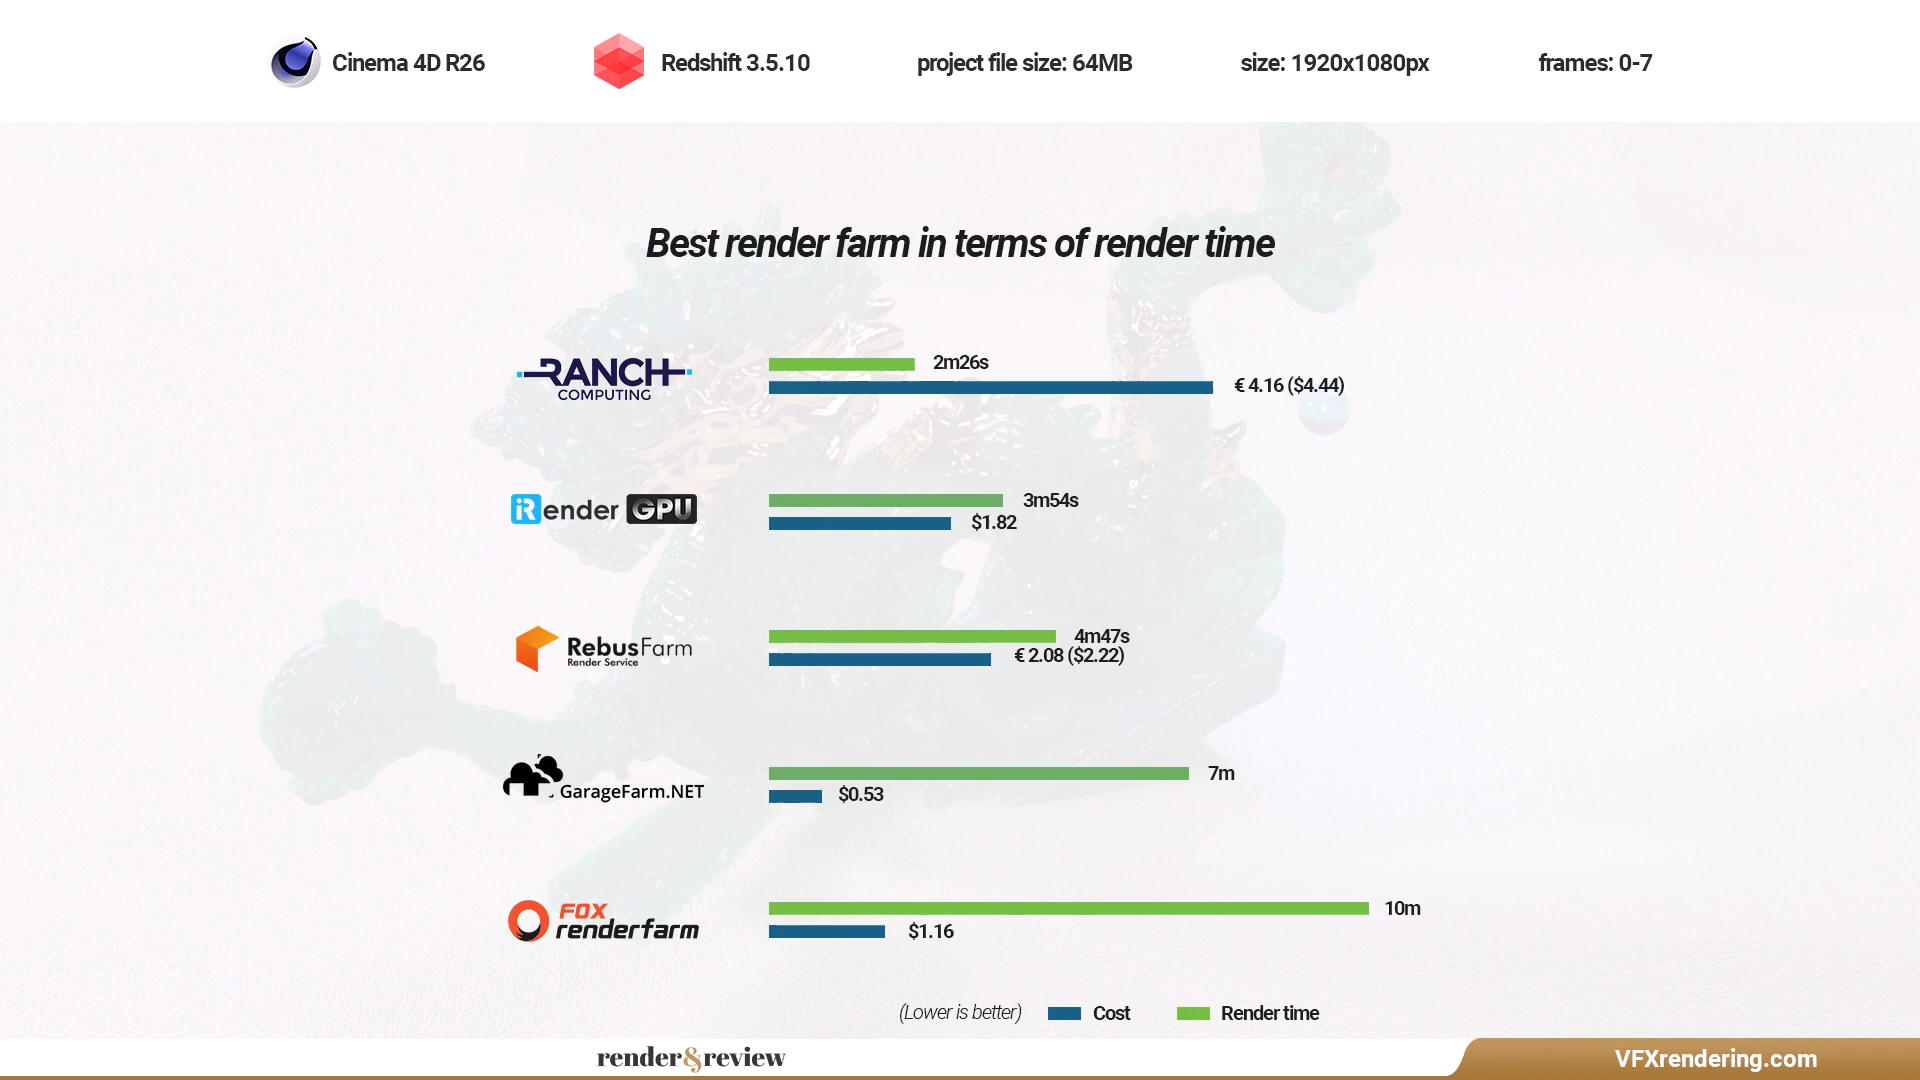 Cinema 4D R26
Redshift 3.5.10
project file size: 64MB
size: 1920x1080px
frames: 0-7
Best render farm in terms of render time
RANCH
COMPUTING
2m26s
€ 4.16 ($4.44)
iRender GPU
3m54s
$1.82
RebusFarm
Render Service
4m47s
€ 2.08 ($2.22)
GarageFarm.NET
7m
$0.53
FOX
renderfarm
10m
$1.16
(Lower is better)
Cost
Render time
render&review
VFXrendering.com